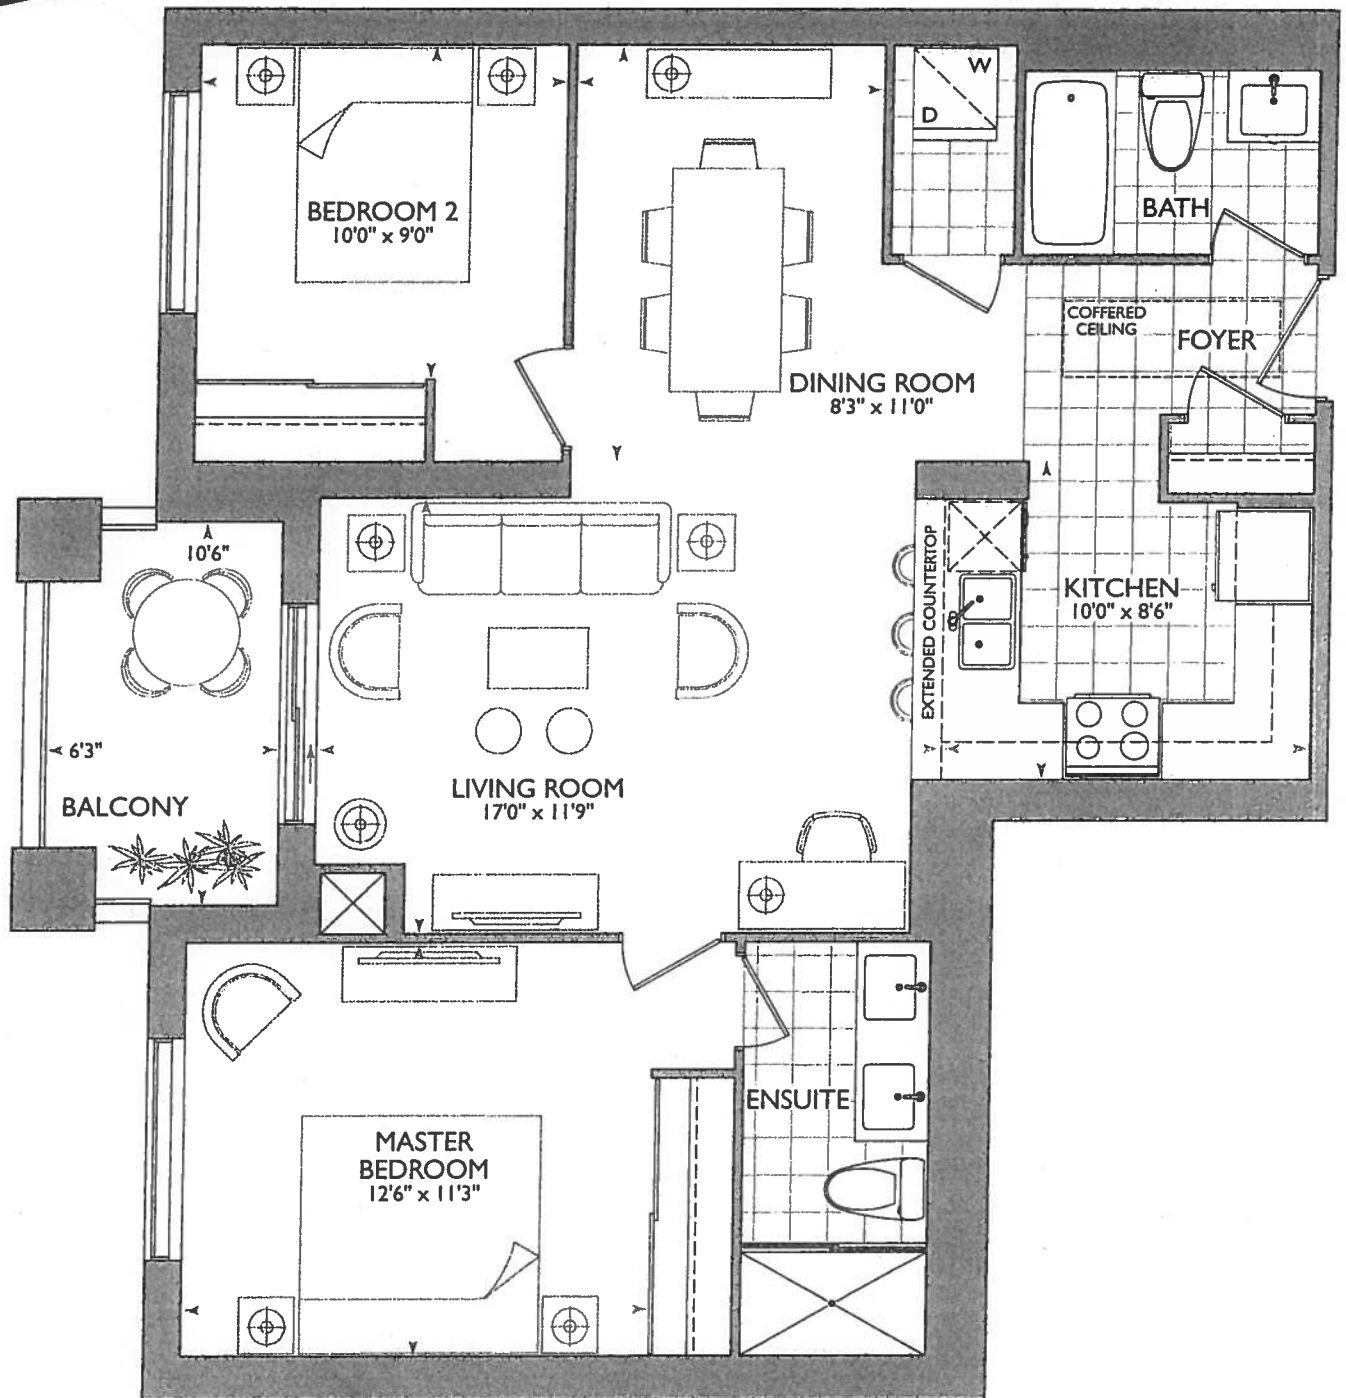 W
D
BEDROOM 2
10'0" x 9'0"
BATH
COFFERED
CEILING
FOYER
DINING ROOM
8'3" x 11'0"
10'6"
EXTENDED COUNTERTOP
KITCHEN
10'0" x 8'6"
6'3"
BALCONY
LIVING ROOM
17'0" x 11'9"
ENSUITE
MASTER
BEDROOM
12'6" x 11'3"